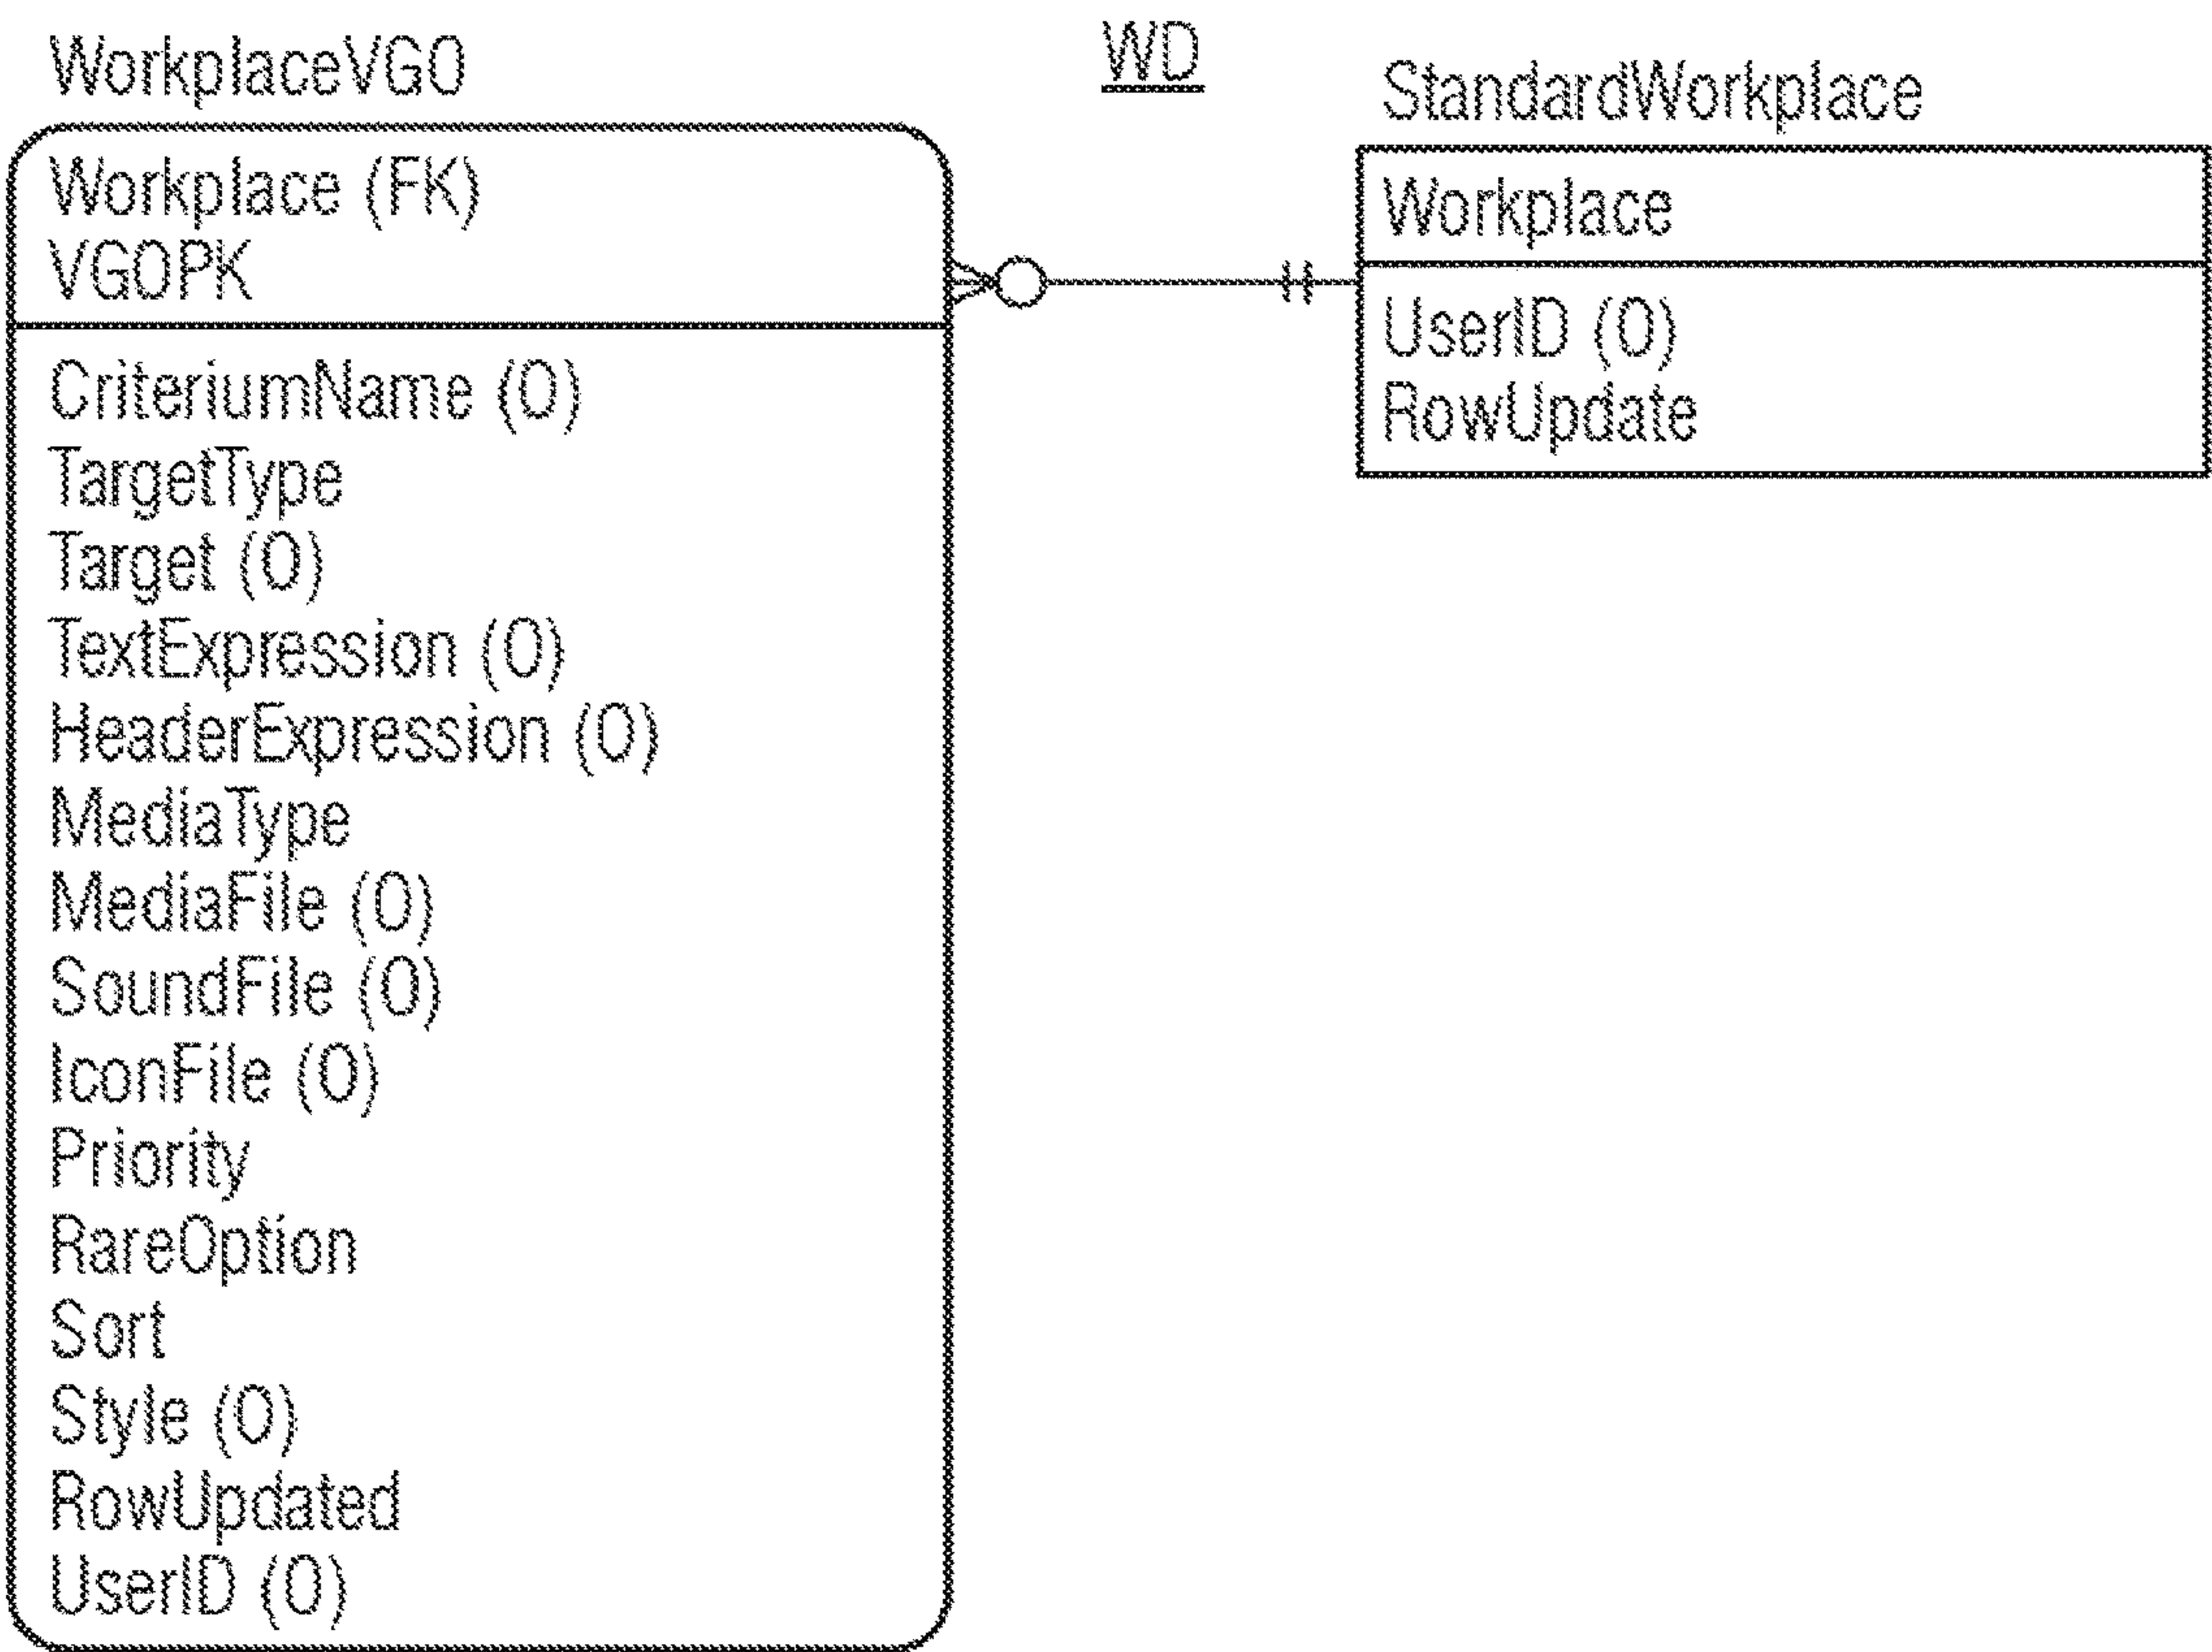 WorkplaceVGO
Workplace (FK)
VGOPK
CriteriumName (O)
TargetType
Target (O)
TextExpression (O)
HeaderExpression (O)
MediaType
MediaFile (O)
SoundFile (O)
IconFile (O)
Priority
RareOption
Sort
Style (O)
RowUpdated
UserID (O)
WD
StandardWorkplace
Workplace
UserID (O)
RowUpdate